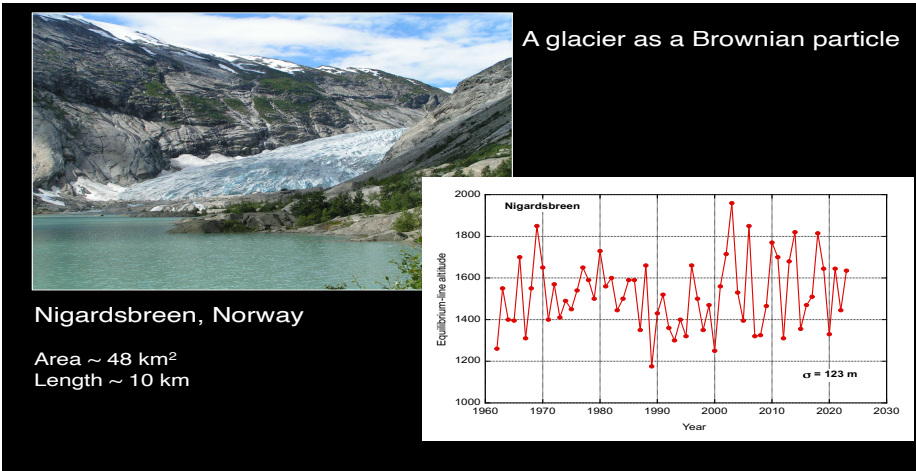 A glacier as a Brownian particle
Nigardsbreen, Norway
Area ~ 48 km²
Length ~ 10 km
Nigardsbreen
Equilibrium-line altitude
2000
1800
1600
1400
1200
1000
σ = 123 m
1960 1970 1980 1990 2000 2010 2020 2030
Year